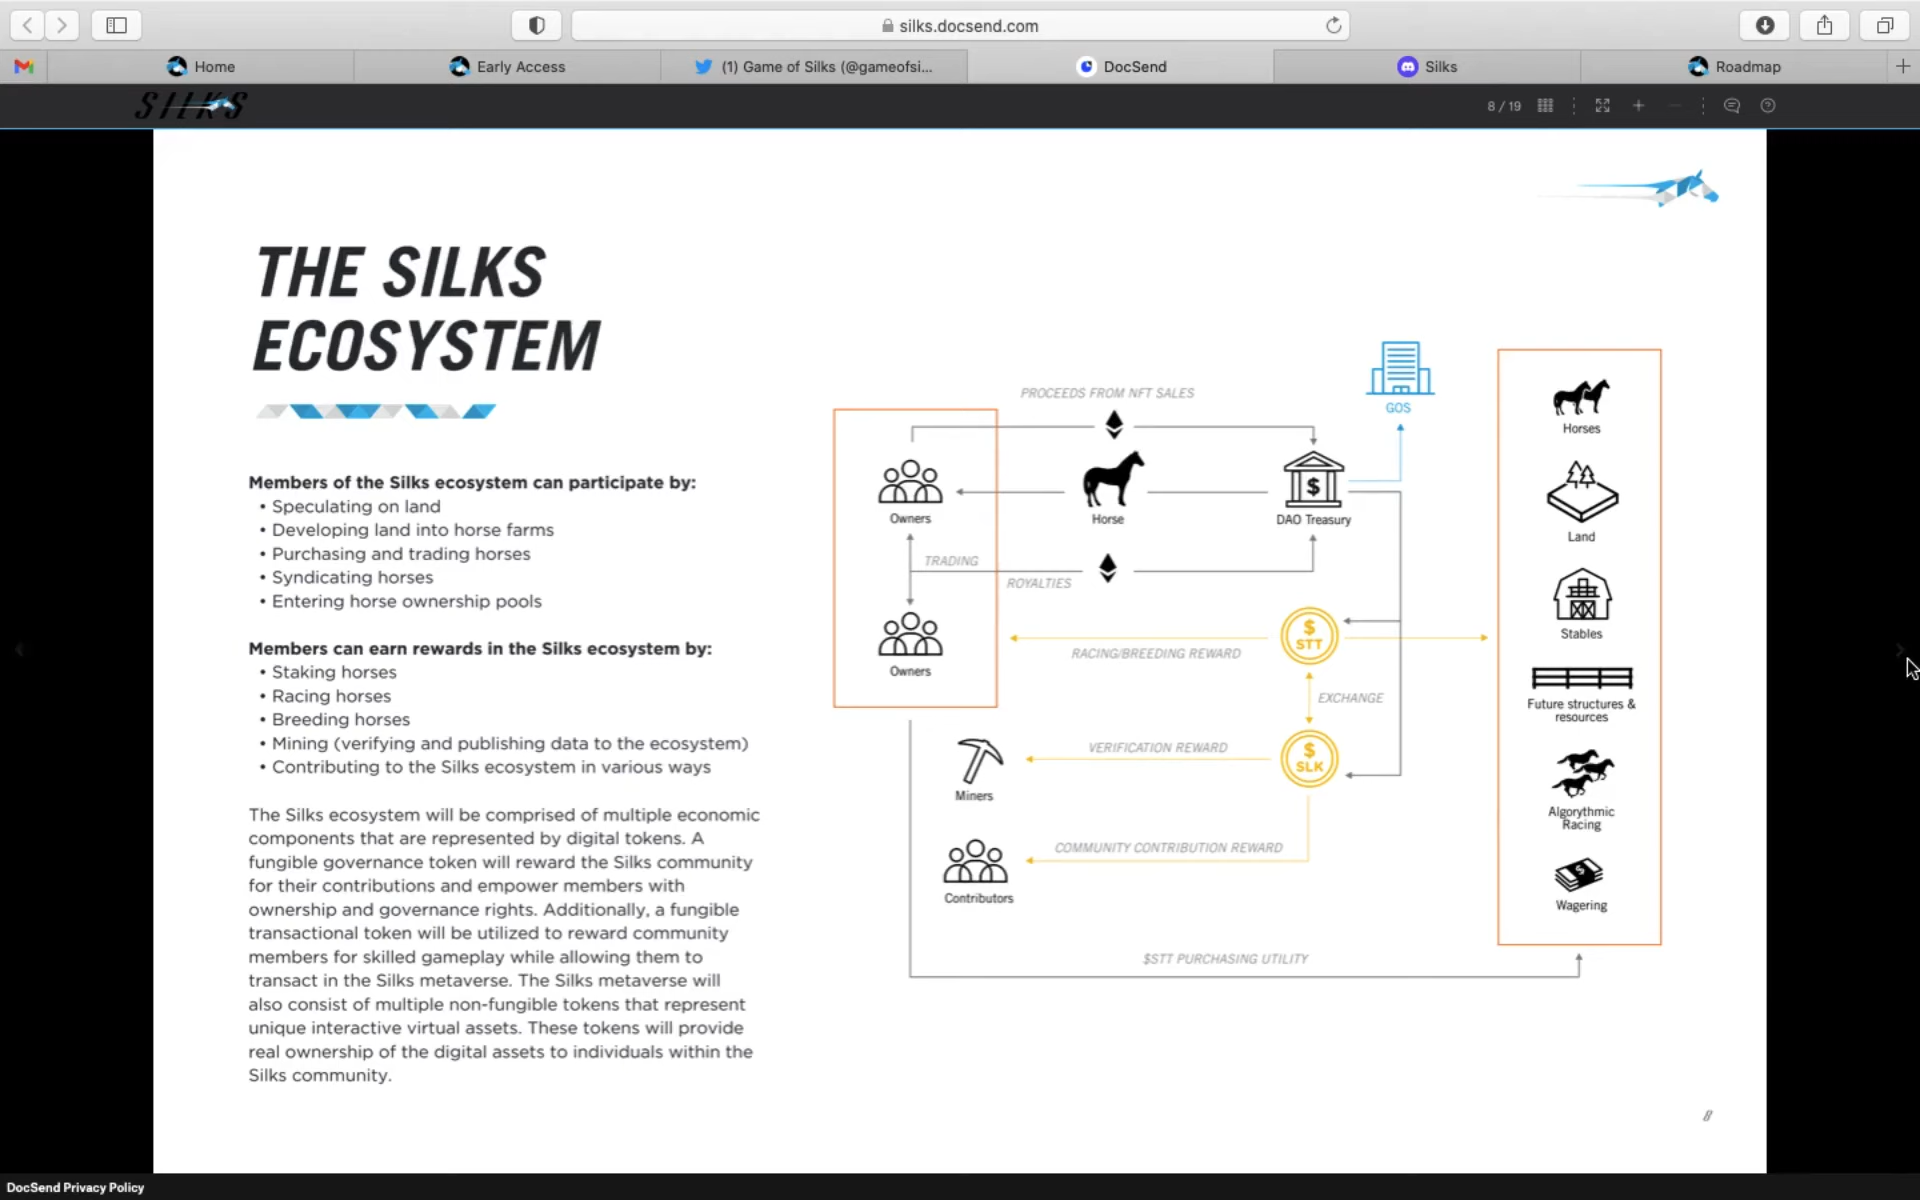 silks.docsend.com
Home
Early Access
(1) Game of Silks (@gameofsi...
DocSend
Silks
Roadmap
SILKS
8 / 19
THE SILKS
ECOSYSTEM
Members of the Silks ecosystem can participate by:
• Speculating on land
• Developing land into horse farms
• Purchasing and trading horses
• Syndicating horses
• Entering horse ownership pools
Members can earn rewards in the Silks ecosystem by:
• Staking horses
• Racing horses
• Breeding horses
• Mining (verifying and publishing data to the ecosystem)
• Contributing to the Silks ecosystem in various ways
The Silks ecosystem will be comprised of multiple economic
components that are represented by digital tokens. A
fungible governance token will reward the Silks community
for their contributions and empower members with
ownership and governance rights. Additionally, a fungible
transactional token will be utilized to reward community
members for skilled gameplay while allowing them to
transact in the Silks metaverse. The Silks metaverse will
also consist of multiple non-fungible tokens that represent
unique interactive virtual assets. These tokens will provide
real ownership of the digital assets to individuals within the
Silks community.
PROCEEDS FROM NFT SALES
GOS
Owners
Horse
$
DAO Treasury
TRADING
ROYALTIES
Owners
$
STT
RACING/BREEDING REWARD
EXCHANGE
VERIFICATION REWARD
$
SLK
Miners
COMMUNITY CONTRIBUTION REWARD
Contributors
$STT PURCHASING UTILITY
Horses
Land
Stables
Future structures &
resources
Algorythmic
Racing
$
Wagering
8
DocSend Privacy Policy